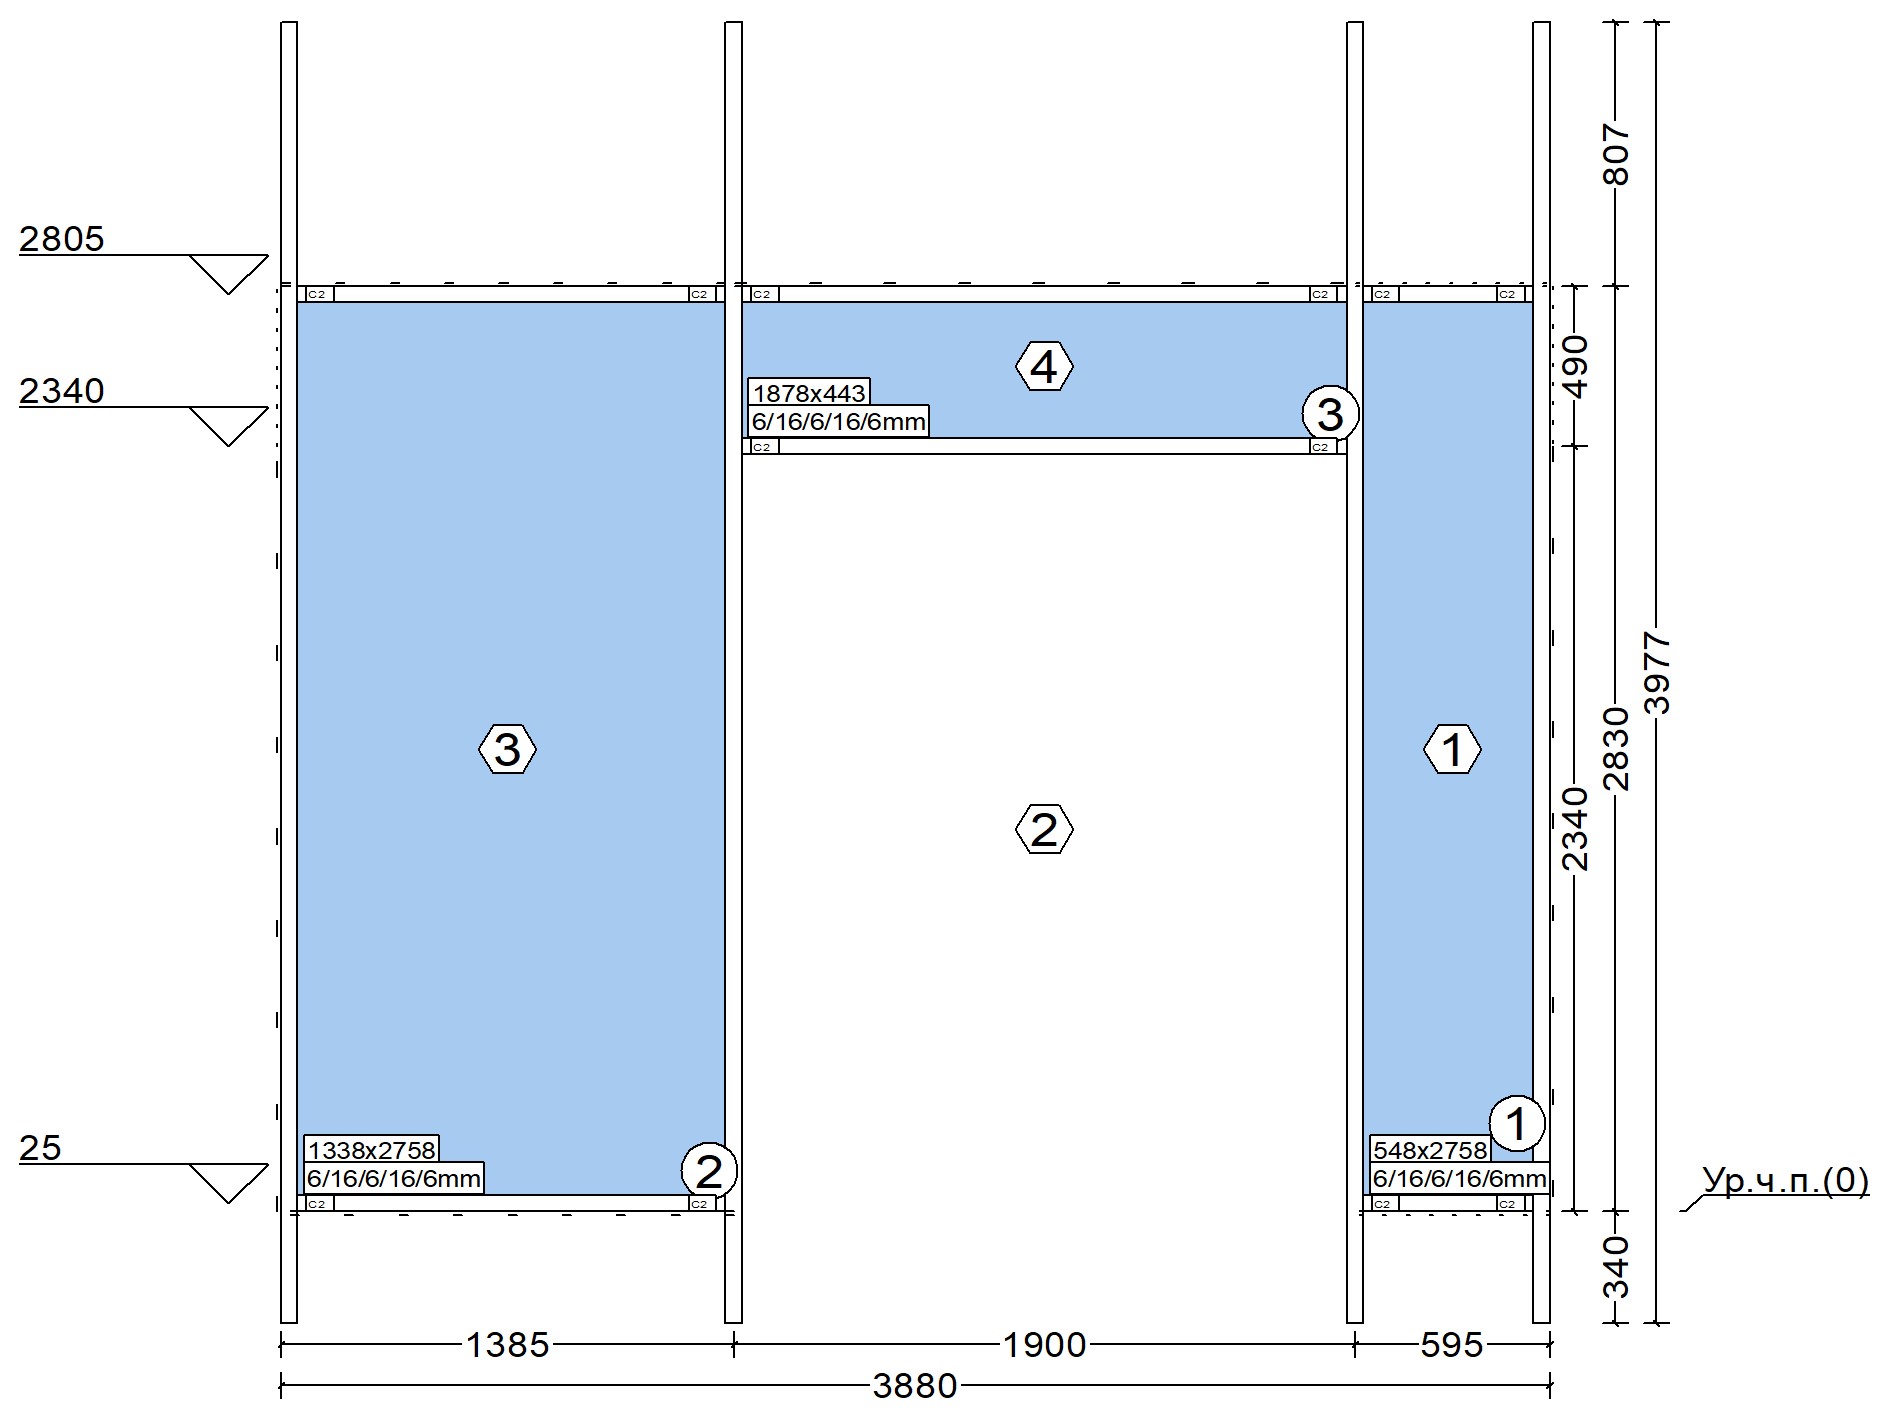 807
2805
C2 C2 C2 C2 C2 C2
490
4
2340
1878x443
3
6/16/6/16/6mm
C2 C2
3977
3
1
2830
2
2340
1
25
1338x2758
548x2758
2
6/16/6/16/6mm
6/16/6/16/6mm
Ур.ч.п.(0)
C2 C2 C2 C2
340
1385 1900 595
3880